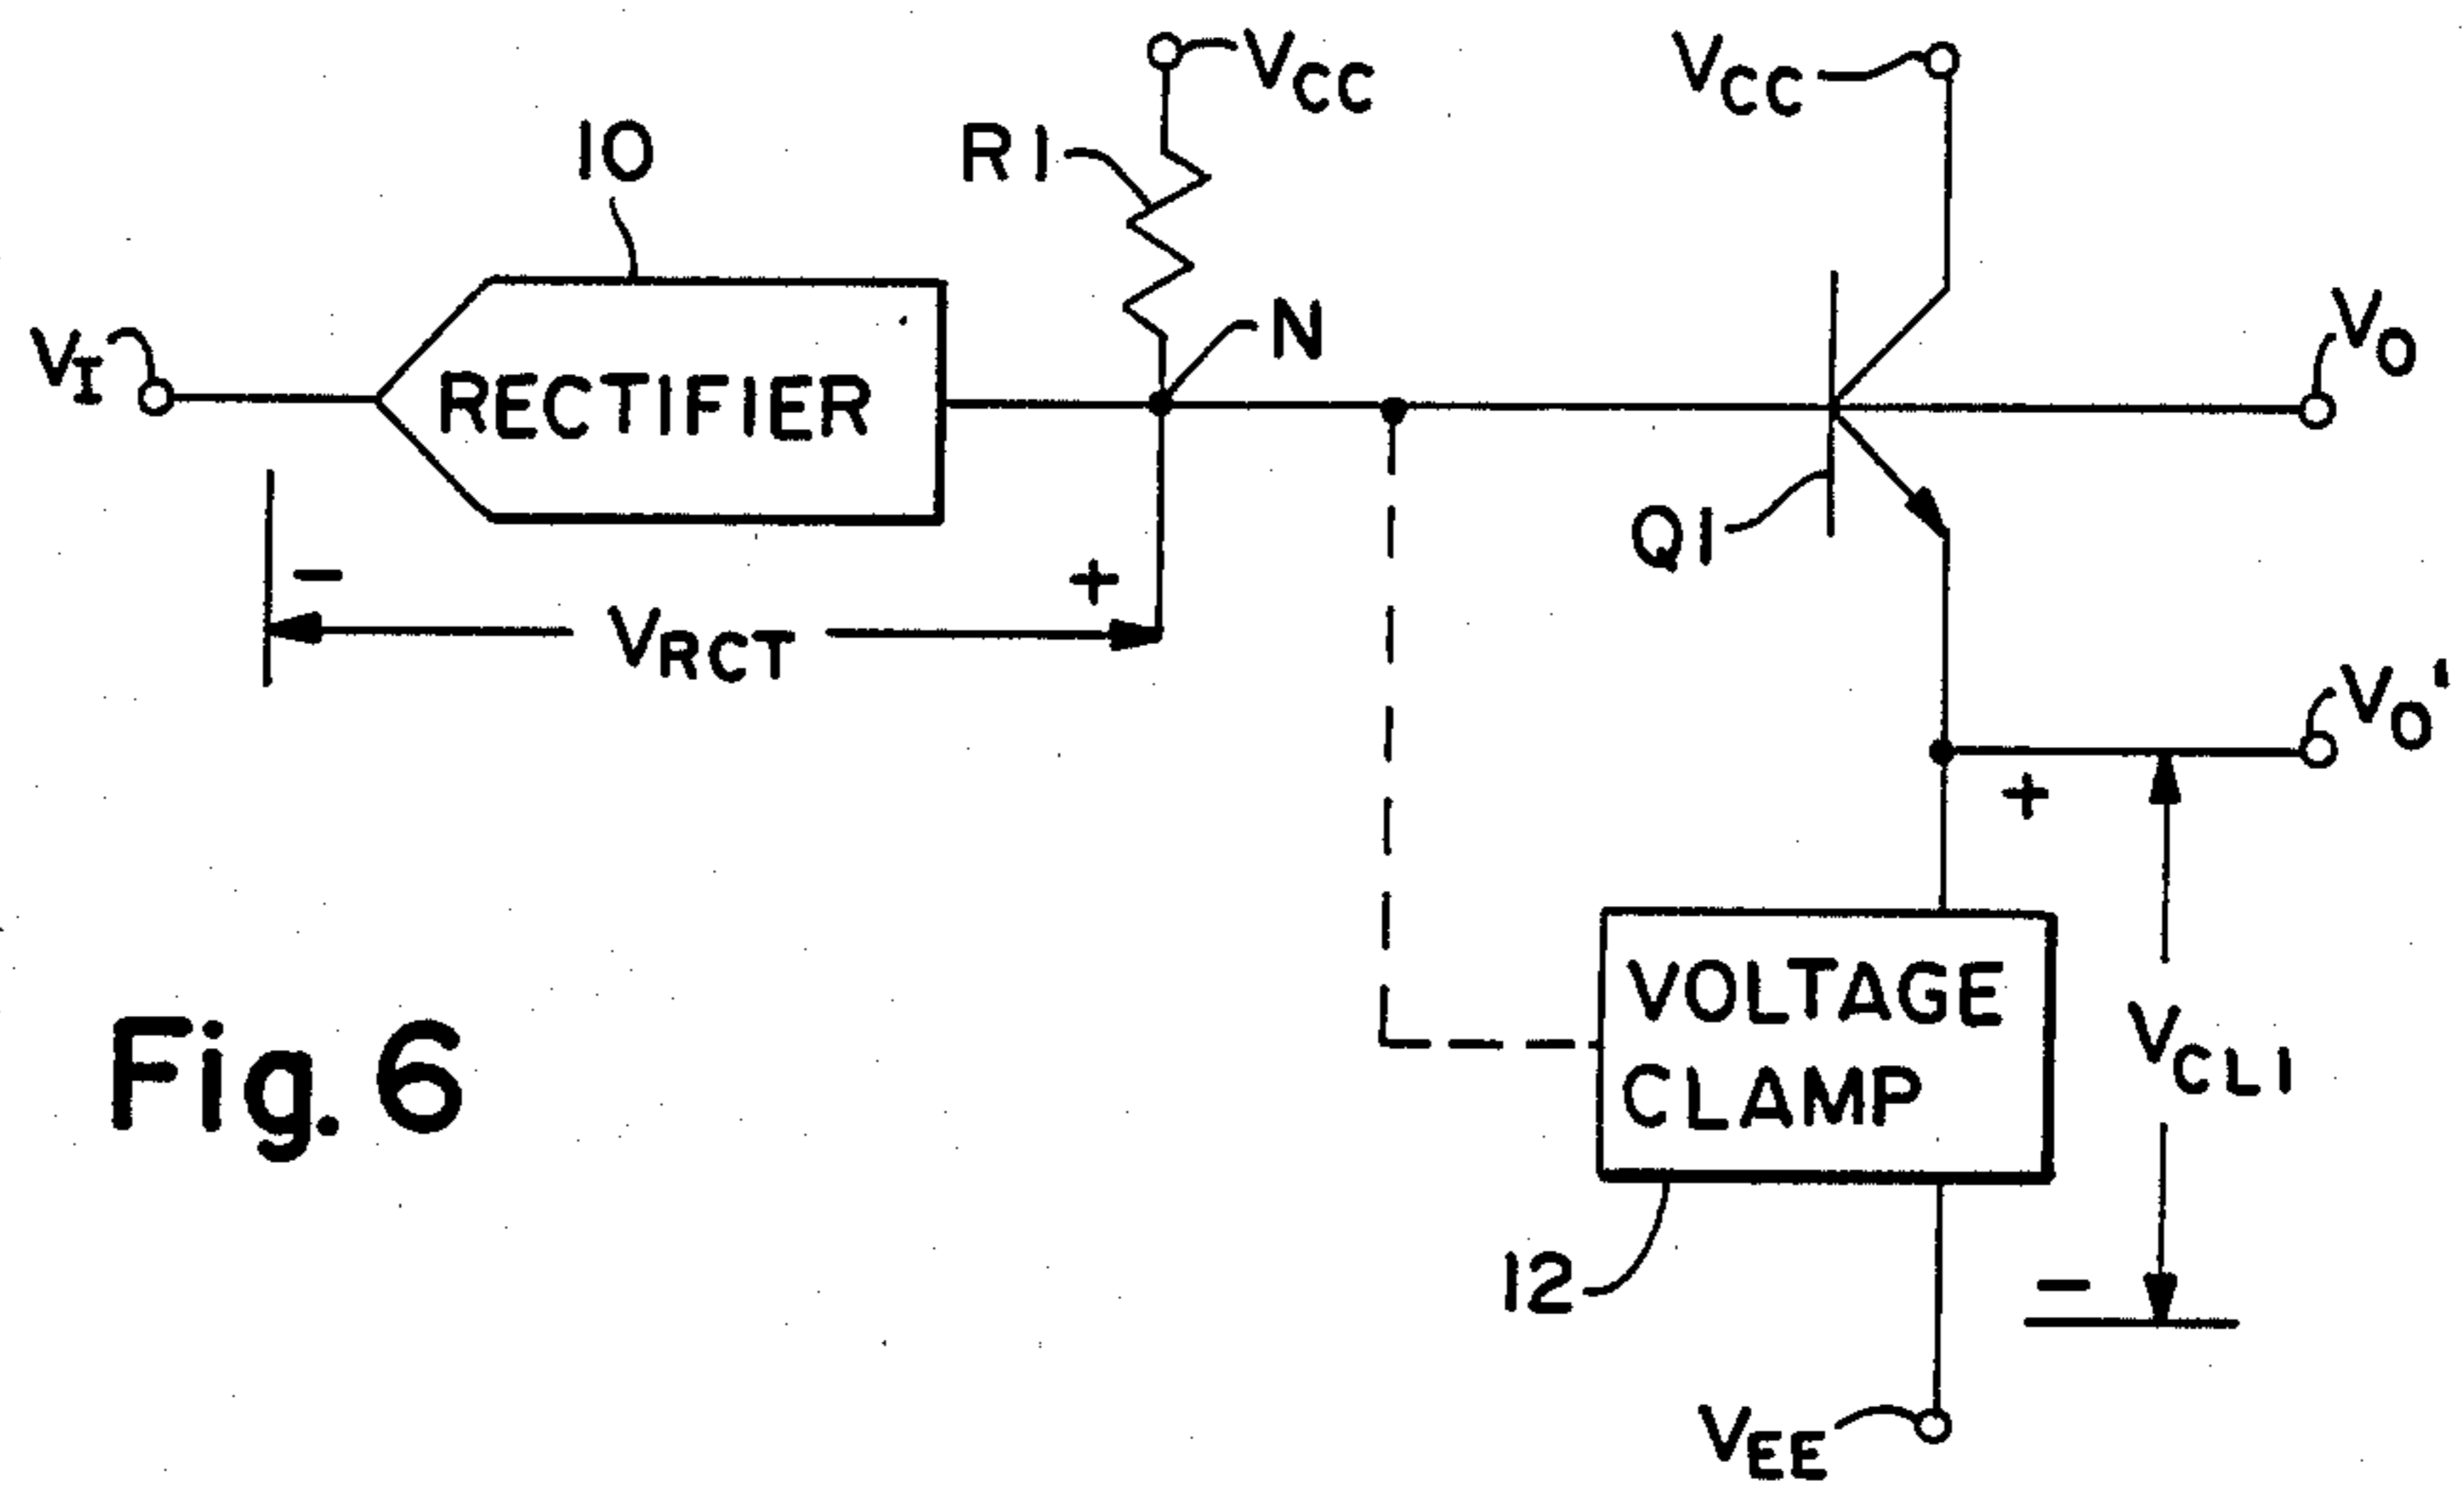 VCC
VCC
10
R1
N
VI
RECTIFIER
VO
Q1
-
+
VRCT
VO'
+
VOLTAGE
CLAMP
VCL1
Fig. 6
12
-
VEE